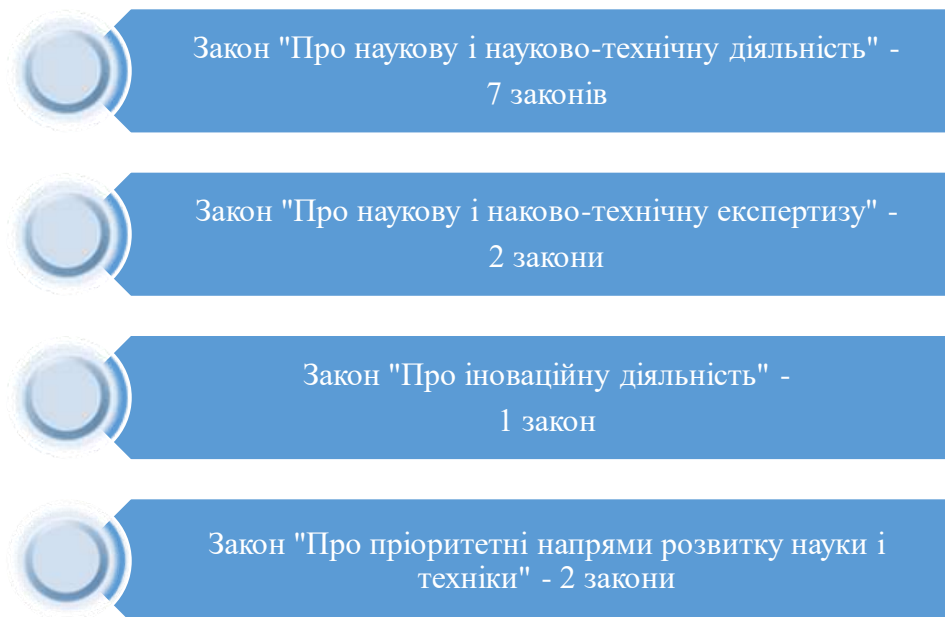 Закон "Про наукову і науково-технічну діяльність" -
7 законів
Закон "Про наукову і наково-технічну експертизу" -
2 закони
Закон "Про іноваційну діяльність" -
1 закон
Закон "Про пріоритетні напрями розвитку науки і
техніки" - 2 закони